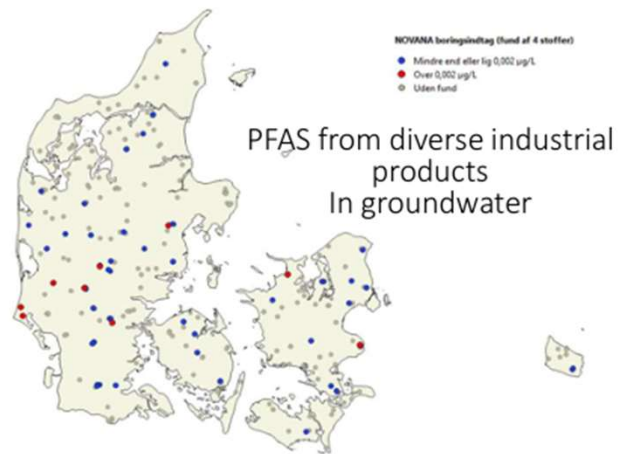 NOVANA boringsindtag (fund af 4 stoffer)
Mindre end eller lig 0,002 µg/L
Over 0,002 µg/L
Uden fund
PFAS from diverse industrial
products
In groundwater